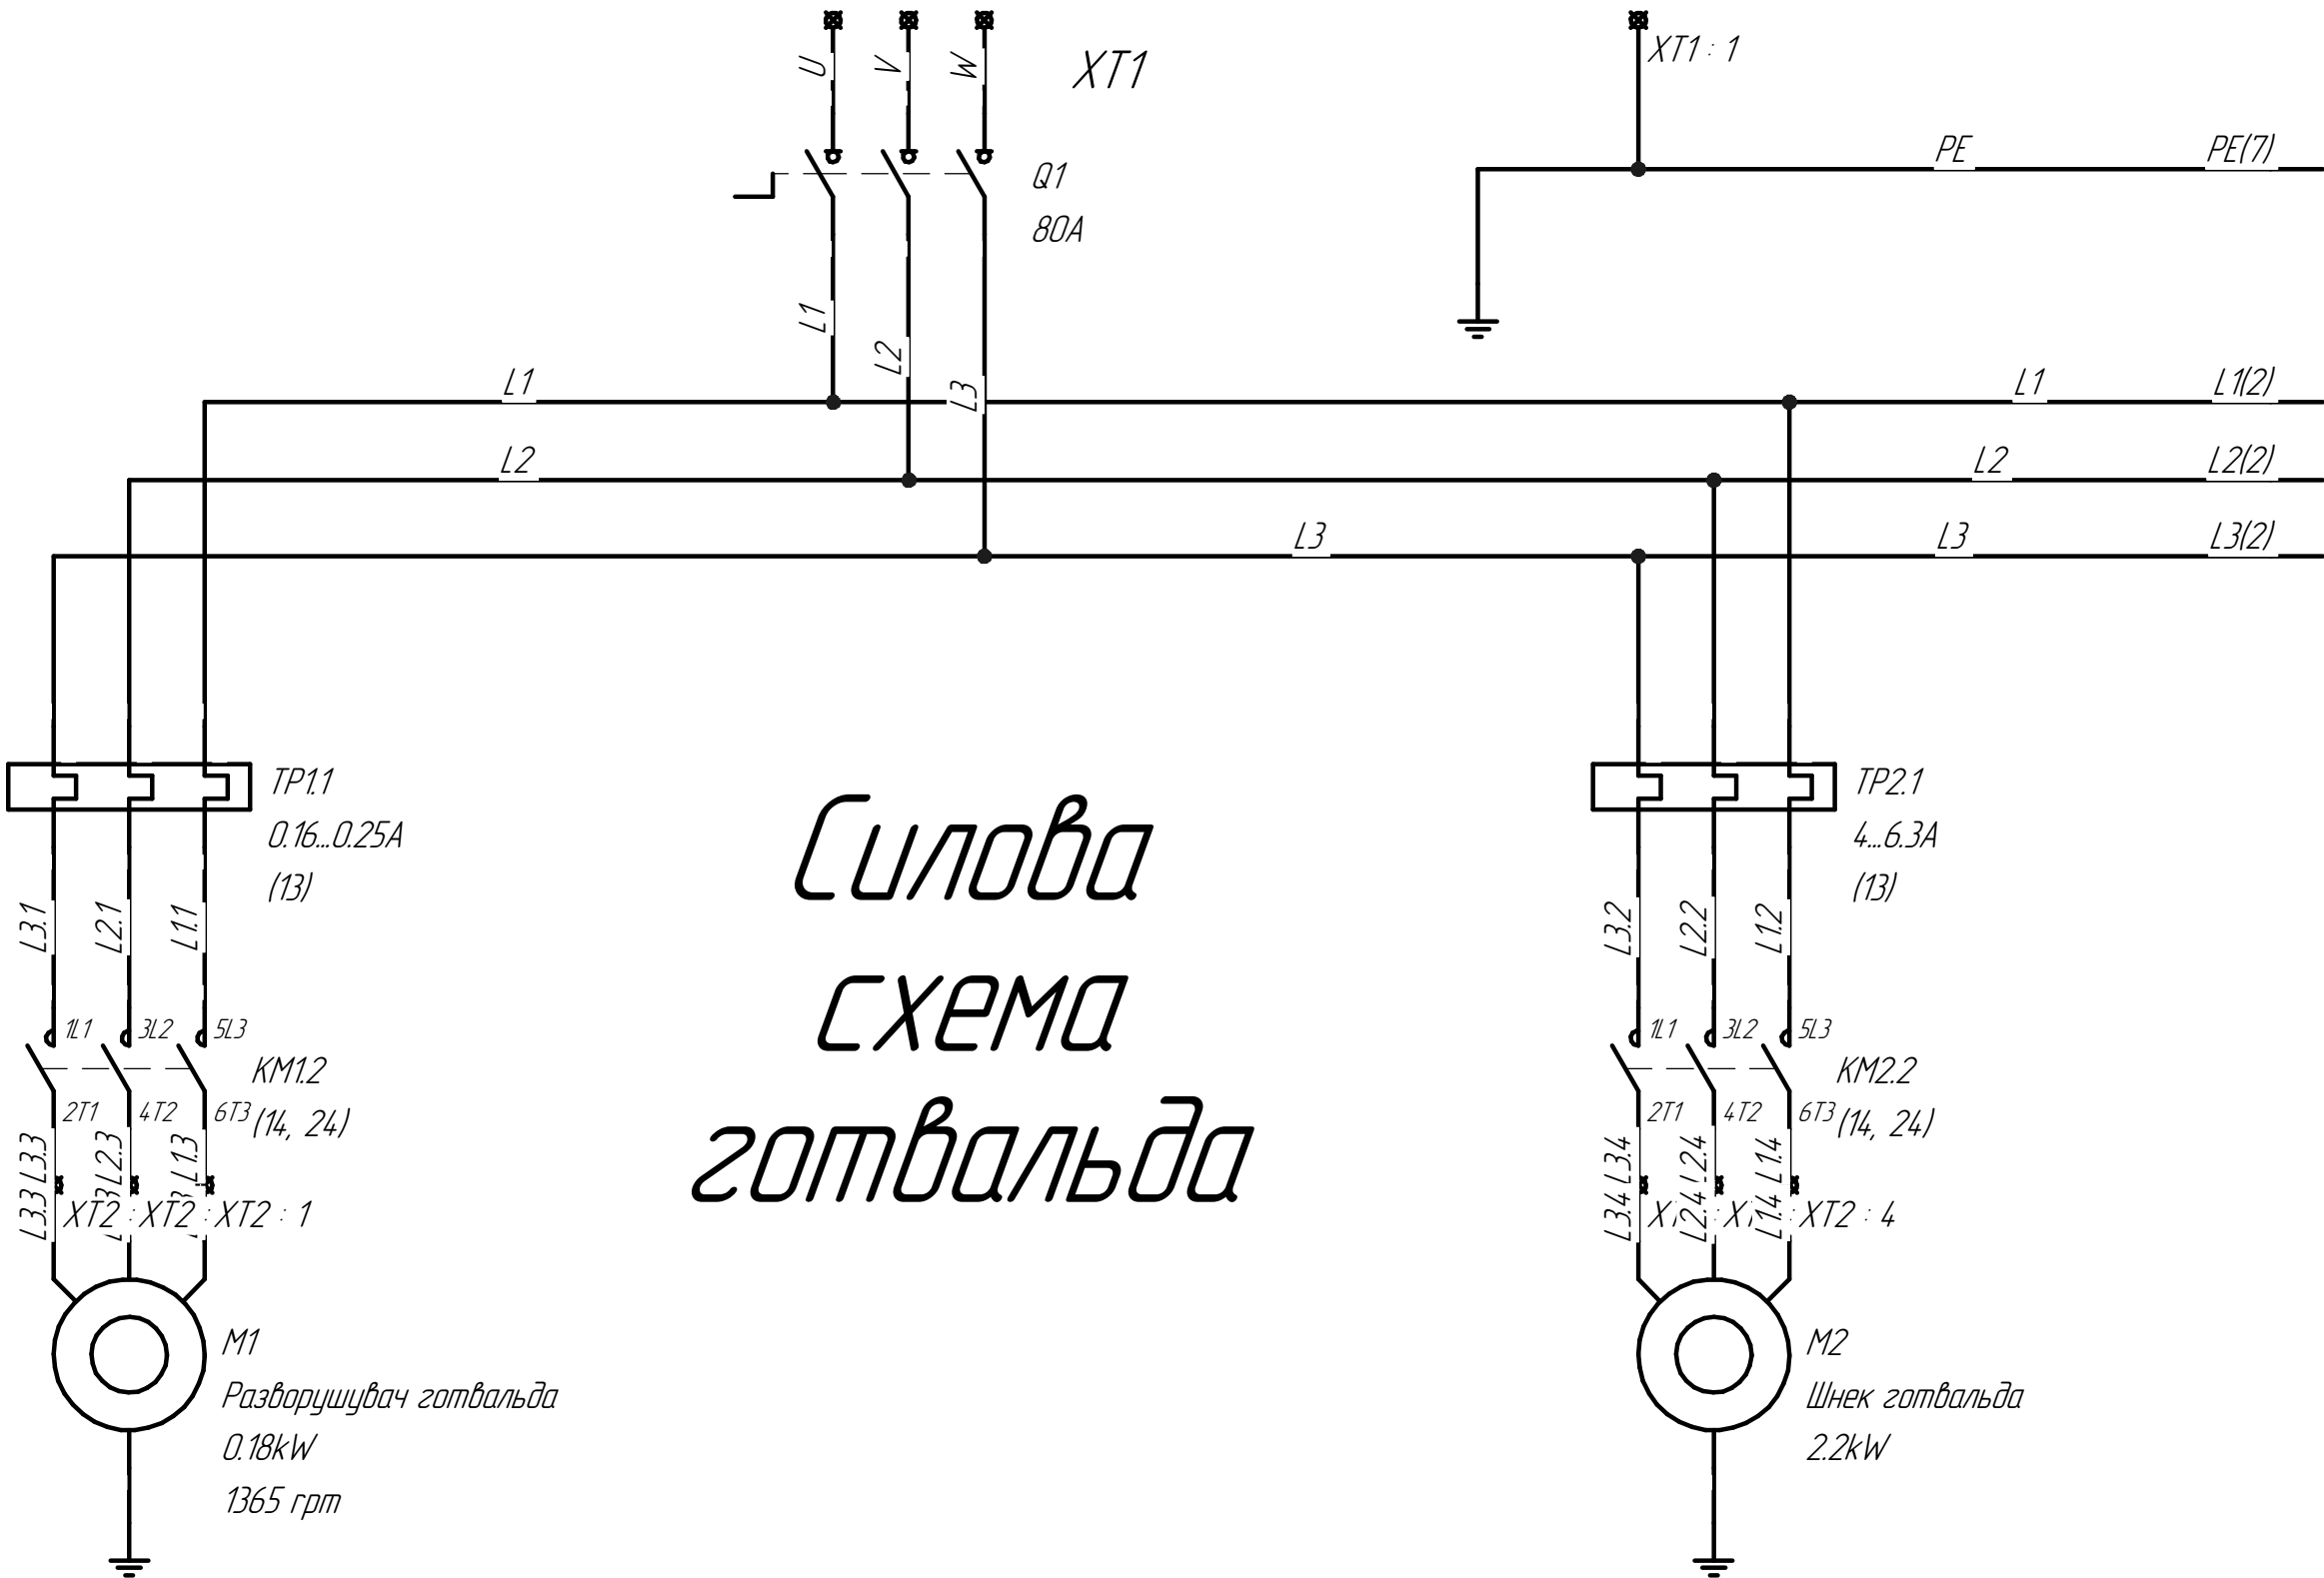 U V W
XT1
XT1 : 1
Q1
80A
PE PE(7)
L1 L2 L3
L1 L1 L1(2)
L2 L2 L2(2)
L3 L3 L3(2)
TP1.1
0.16...0.25A
(13)
L3.1 L2.1 L1.1
1L1 3L2 5L3
KM1.2
2T1 4T2 6T3
(14, 24)
L3.3 L2.3 L1.3
L3.3
XT2 : XT2 : XT2 : 1
M1
Разворушувач готвальда
0.18kW
1365 rpm
Силова
схема
готвальда
TP2.1
4...6.3A
(13)
L3.2 L2.2 L1.2
1L1 3L2 5L3
KM2.2
2T1 4T2 6T3
(14, 24)
L3.4 L2.4 L1.4
L3.4 L2.4 L1.4
XT2 : 4
M2
Шнек готвальда
2.2kW